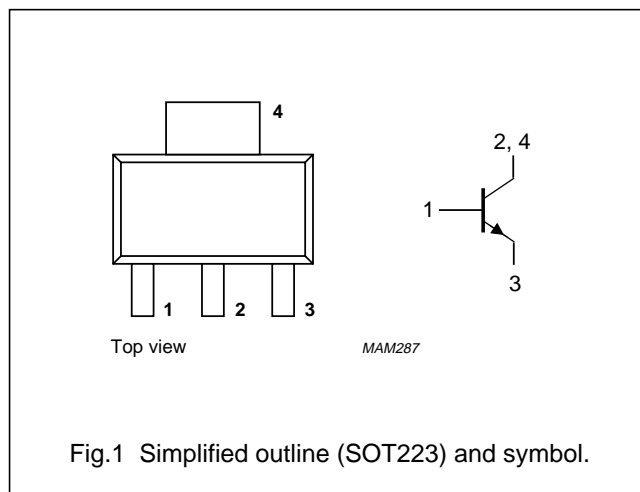 4
2, 4
1
3
1 2 3
Top view MAM287
Fig.1 Simplified outline (SOT223) and symbol.